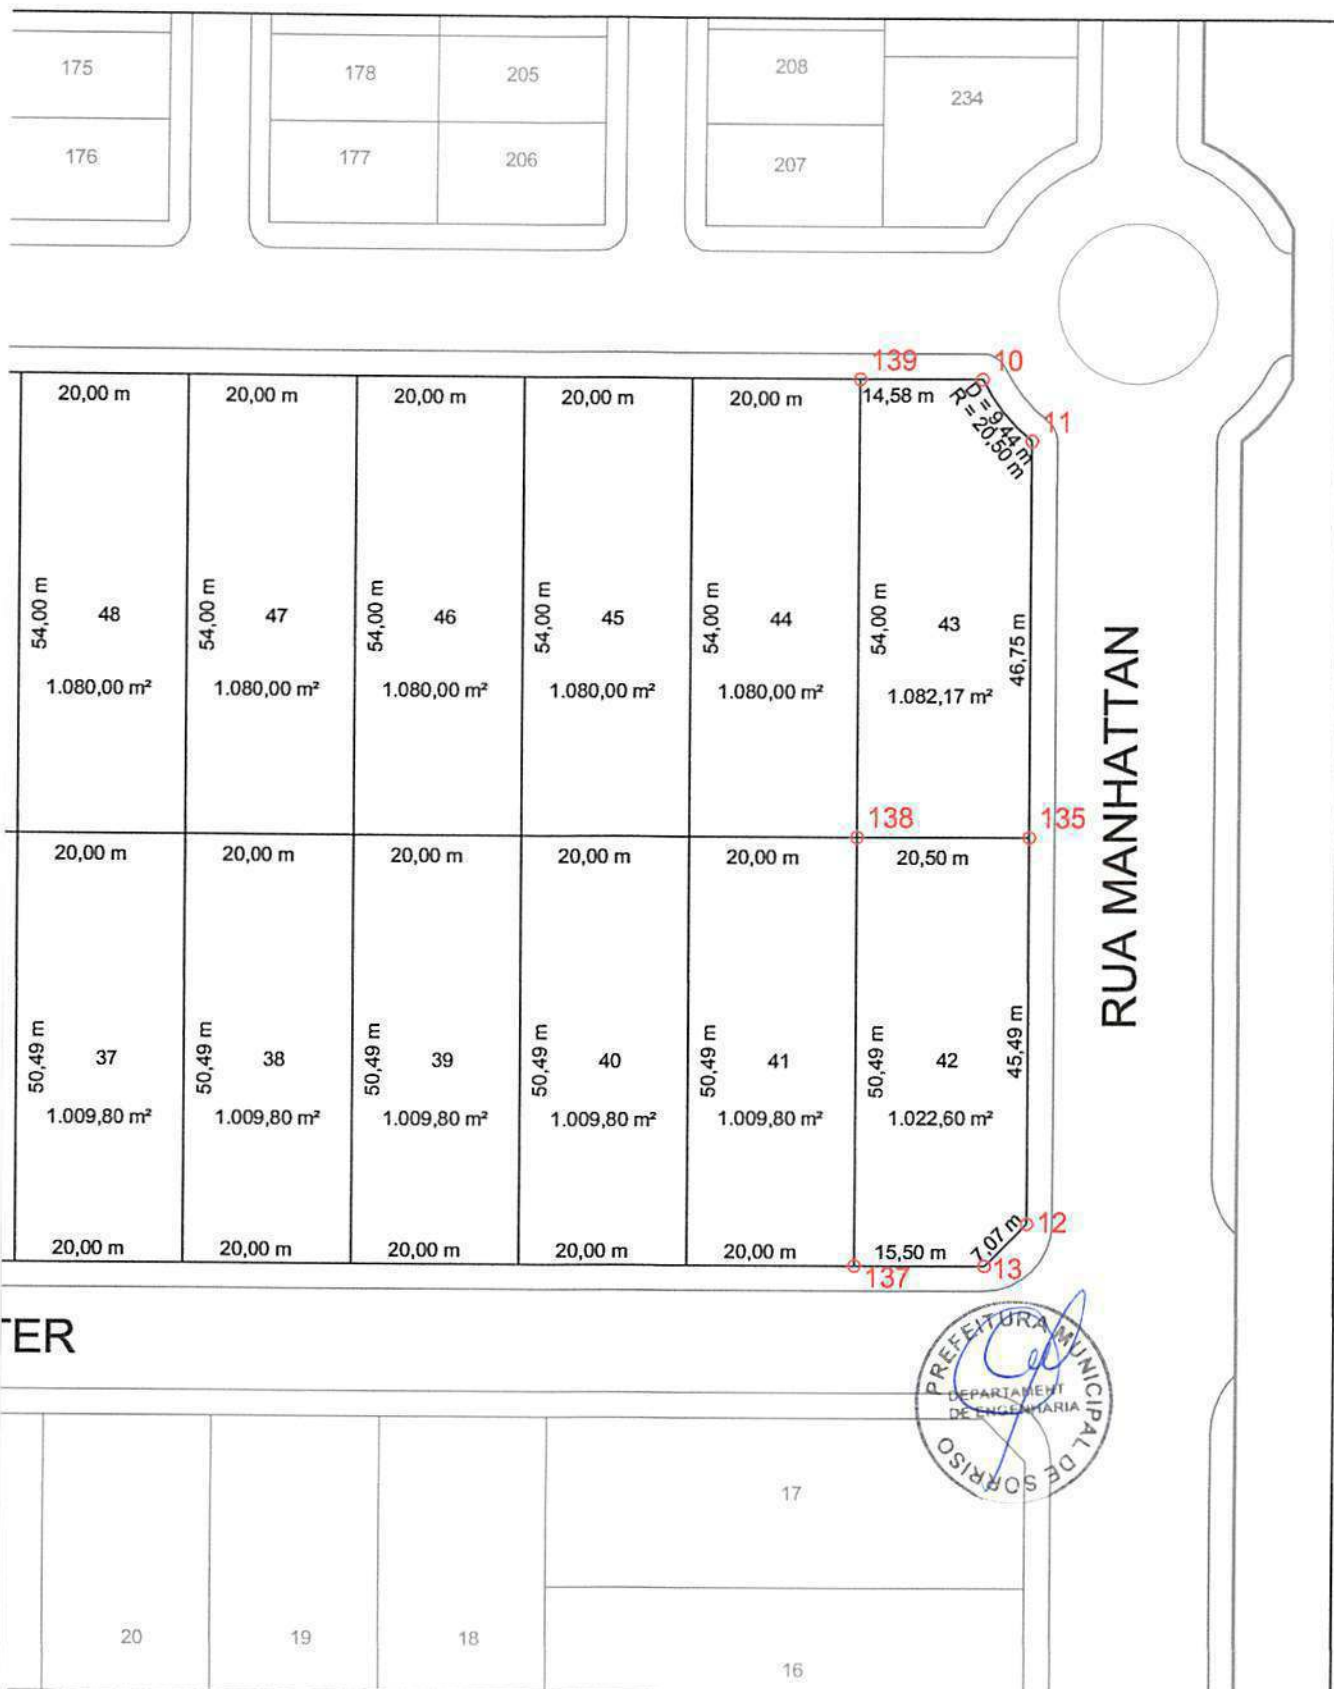 175
178
205
208
234
176
177
206
207
139
10
20,00 m
20,00 m
20,00 m
20,00 m
20,00 m
14,58 m
D = 9,44 m
R = 20,50 m
11
54,00 m
48
54,00 m
47
54,00 m
46
54,00 m
45
54,00 m
44
54,00 m
43
46,75 m
1.080,00 m²
1.080,00 m²
1.080,00 m²
1.080,00 m²
1.080,00 m²
1.082,17 m²
RUA MANHATTAN
138
135
20,00 m
20,00 m
20,00 m
20,00 m
20,00 m
20,50 m
50,49 m
37
50,49 m
38
50,49 m
39
50,49 m
40
50,49 m
41
50,49 m
42
45,49 m
1.009,80 m²
1.009,80 m²
1.009,80 m²
1.009,80 m²
1.009,80 m²
1.022,60 m²
12
20,00 m
20,00 m
20,00 m
20,00 m
20,00 m
15,50 m
7,07 m
137
13
TER
PREFEITURA MUNICIPAL DE SORRISO
DEPARTAMENT
DE ENGENHARIA
17
20
19
18
16